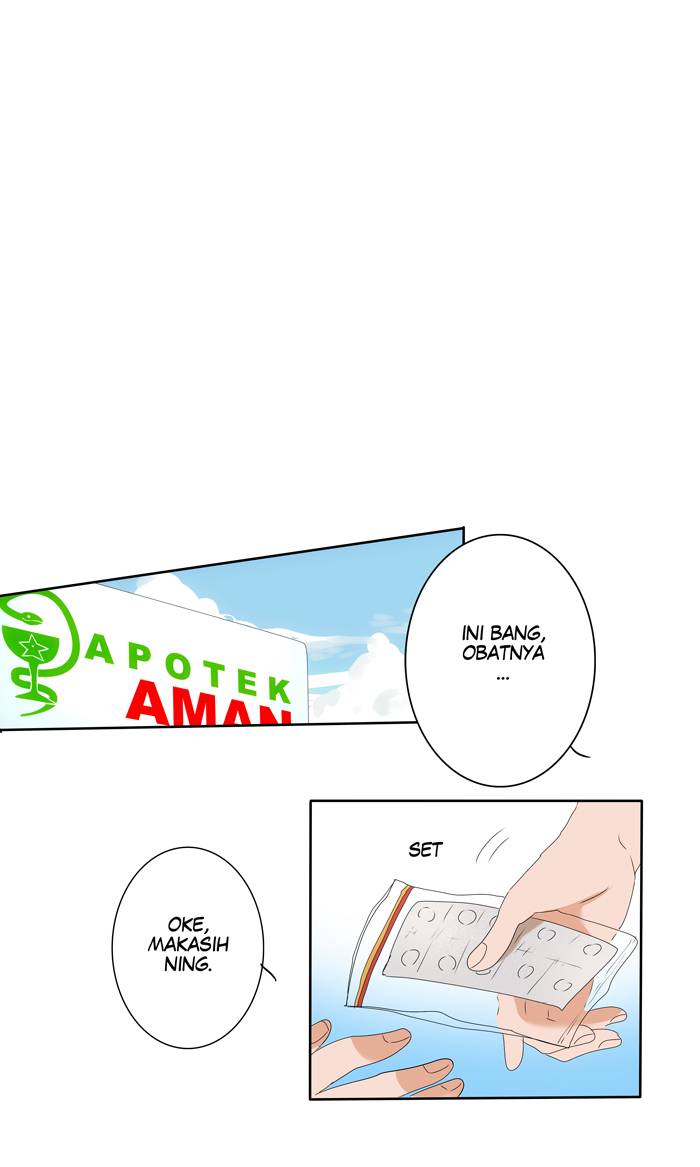 APOTEK
AMAN
INI BANG,
OBATNYA
...
SET
OKE,
MAKASIH
NING.